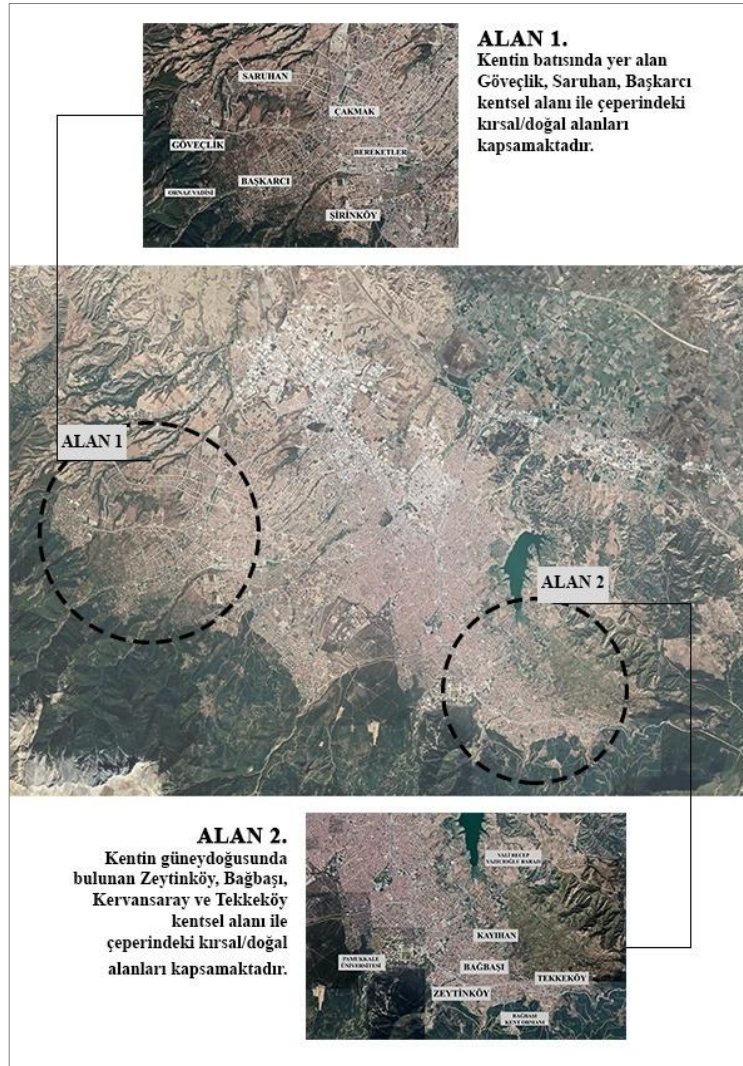 ALAN 1.
Kentin batısında yer alan
Göveçlik, Saruhan, Başkarcı
kentsel alanı ile çeperindeki
kırsal/doğal alanları
kapsamaktadır.
SARUHAN
ÇAKMAK
GÖVEÇLİK
BEREKETLER
BAŞKARCI
ORNAZ VADİSİ
ŞİRİNKÖY
ALAN 1
ALAN 2
ALAN 2.
Kentin güneydoğusunda
bulunan Zeytinköy, Bağbaşı,
Kervansaray ve Tekkeköy
kentsel alanı ile
çeperindeki kırsal/doğal
alanları kapsamaktadır.
VALİ RECEP
YAZICIOĞLU BARAJI
KAYIHAN
PAMUKKALE
ÜNİVERSİTESİ
BAĞBAŞI
TEKKEKÖY
ZEYTİNKÖY
BAĞBAŞI
KENT ORMANI